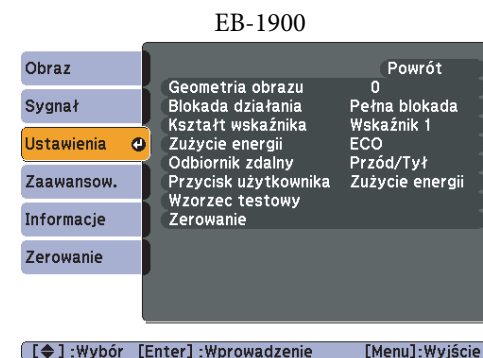 EB-1900
Obraz
Sygnał
Ustawienia
Zaawansow.
Informacje
Zerowanie
Powrót
Geometria obrazu 0
Blokada działania Pełna blokada
Kształt wskaźnika Wskaźnik 1
Zużycie energii ECO
Odbiornik zdalny Przód/Tył
Przycisk użytkownika Zużycie energii
Wzorzec testowy
Zerowanie
[ ] :Wybór [Enter] :Wprowadzenie [Menu]:Wyjście